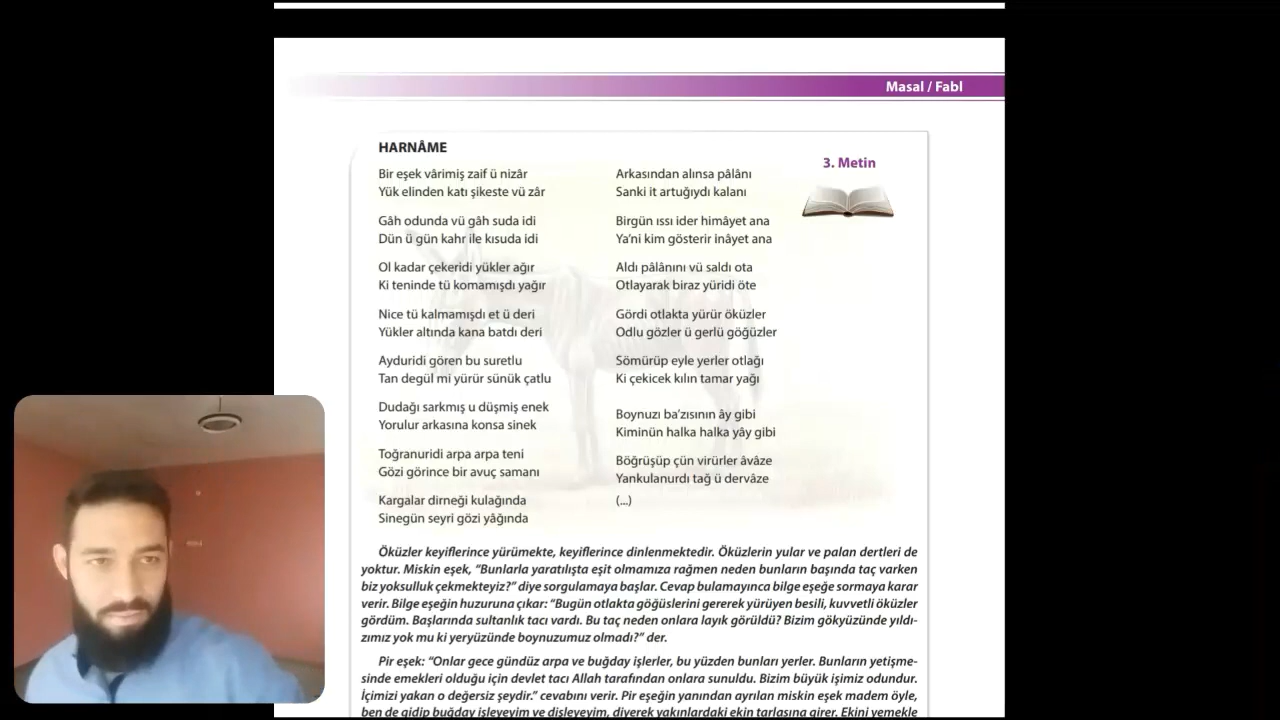 Masal / Fabl
HARNÂME
Bir eşek vârimiş zaif ü nizâr
Yük elinden katı şikeste vü zâr
Gâh odunda vü gâh suda idi
Dün ü gün kahr ile kısuda idi
Ol kadar çekeridi yükler ağır
Ki teninde tü komamışdı yağır
Nice tü kalmamışdı et ü deri
Yükler altında kana batdı deri
Ayduridi gören bu suretlu
Tan degül mi yürür sünük çatlu
Dudağı sarkmış u düşmiş enek
Yorulur arkasına konsa sinek
Toğranuridi arpa arpa teni
Gözi görince bir avuç samanı
Kargalar dirneği kulağında
Sinegün seyri gözi yâğında
Arkasından alınsa pâlânı
Sanki it artuğıydı kalanı
Birgün ıssı ider himâyet ana
Ya'ni kim gösterir inâyet ana
Aldı pâlânını vü saldı ota
Otlayarak biraz yüridi öte
Gördi otlakta yürür öküzler
Odlu gözler ü gerlü göğüzler
Sömürüp eyle yerler otlağı
Ki çekicek kılın tamar yağı
Boynuzı ba'zısının ây gibi
Kiminün halka halka yây gibi
Böğrüşüp çün virürler âvâze
Yankulanurdı tağ ü dervâze
(...)
3. Metin
Öküzler keyiflerince yürümekte, keyiflerince dinlenmektedir. Öküzlerin yular ve palan dertleri de
yoktur. Miskin eşek, "Bunlarla yaratılışta eşit olmamıza rağmen neden bunların başında taç varken
biz yoksulluk çekmekteyiz?" diye sorgulamaya başlar. Cevap bulamayınca bilge eşeğe sormaya karar
verir. Bilge eşeğin huzuruna çıkar: "Bugün otlakta göğüslerini gererek yürüyen besili, kuvvetli öküzler
gördüm. Başlarında sultanlık tacı vardı. Bu taç neden onlara layık görüldü? Bizim gökyüzünde yıldı-
zımız yok mu ki yeryüzünde boynuzumuz olmadı?" der.
Pir eşek: "Onlar gece gündüz arpa ve buğday işlerler, bu yüzden bunları yerler. Bunların yetişme-
sinde emekleri olduğu için devlet tacı Allah tarafından onlara sunuldu. Bizim büyük işimiz odundur.
İçimizi yakan o değersiz şeydir." cevabını verir. Pir eşeğin yanından ayrılan miskin eşek madem öyle,
ben de gidip buğday işleyeyim ve dişleyeyim, diyerek yakınlardaki ekin tarlasına girer. Ekini yemekle